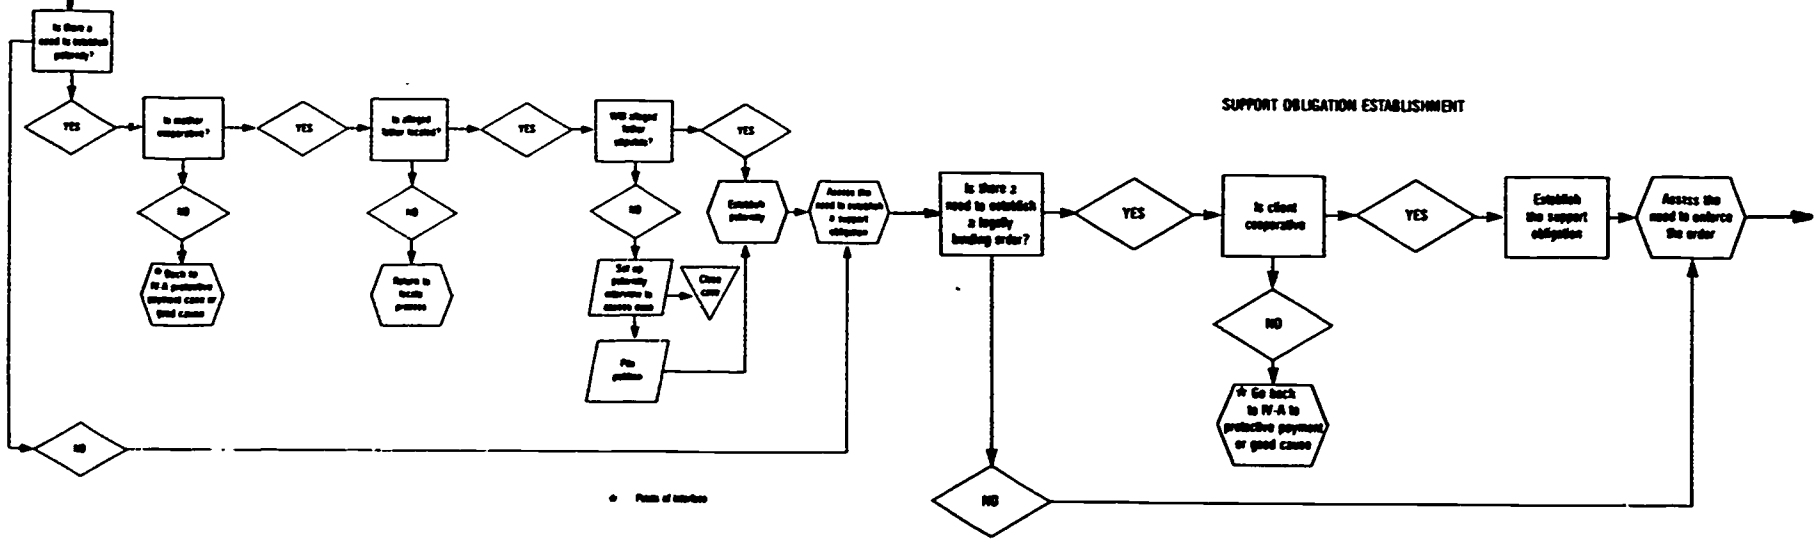 Is there a
need to establish
paternity?
YES
Is mother
cooperative?
YES
Is alleged
father located?
YES
Will alleged
father
stipulate?
YES
NO
NO
NO
* Back to
IV-A protective
payment case or
good cause
Return to
locate
process
Set up
paternity
interview to
assess case
Close
case
File
petition
Establish
paternity
Assess the
need to establish
a support
obligation
NO
* Points of Interface
SUPPORT OBLIGATION ESTABLISHMENT
Is there a
need to establish
a legally
binding order?
YES
Is client
cooperative
YES
Establish
the support
obligation
Assess the
need to enforce
the order
NO
* Go back
to IV-A to
protective payment
or good cause
NO